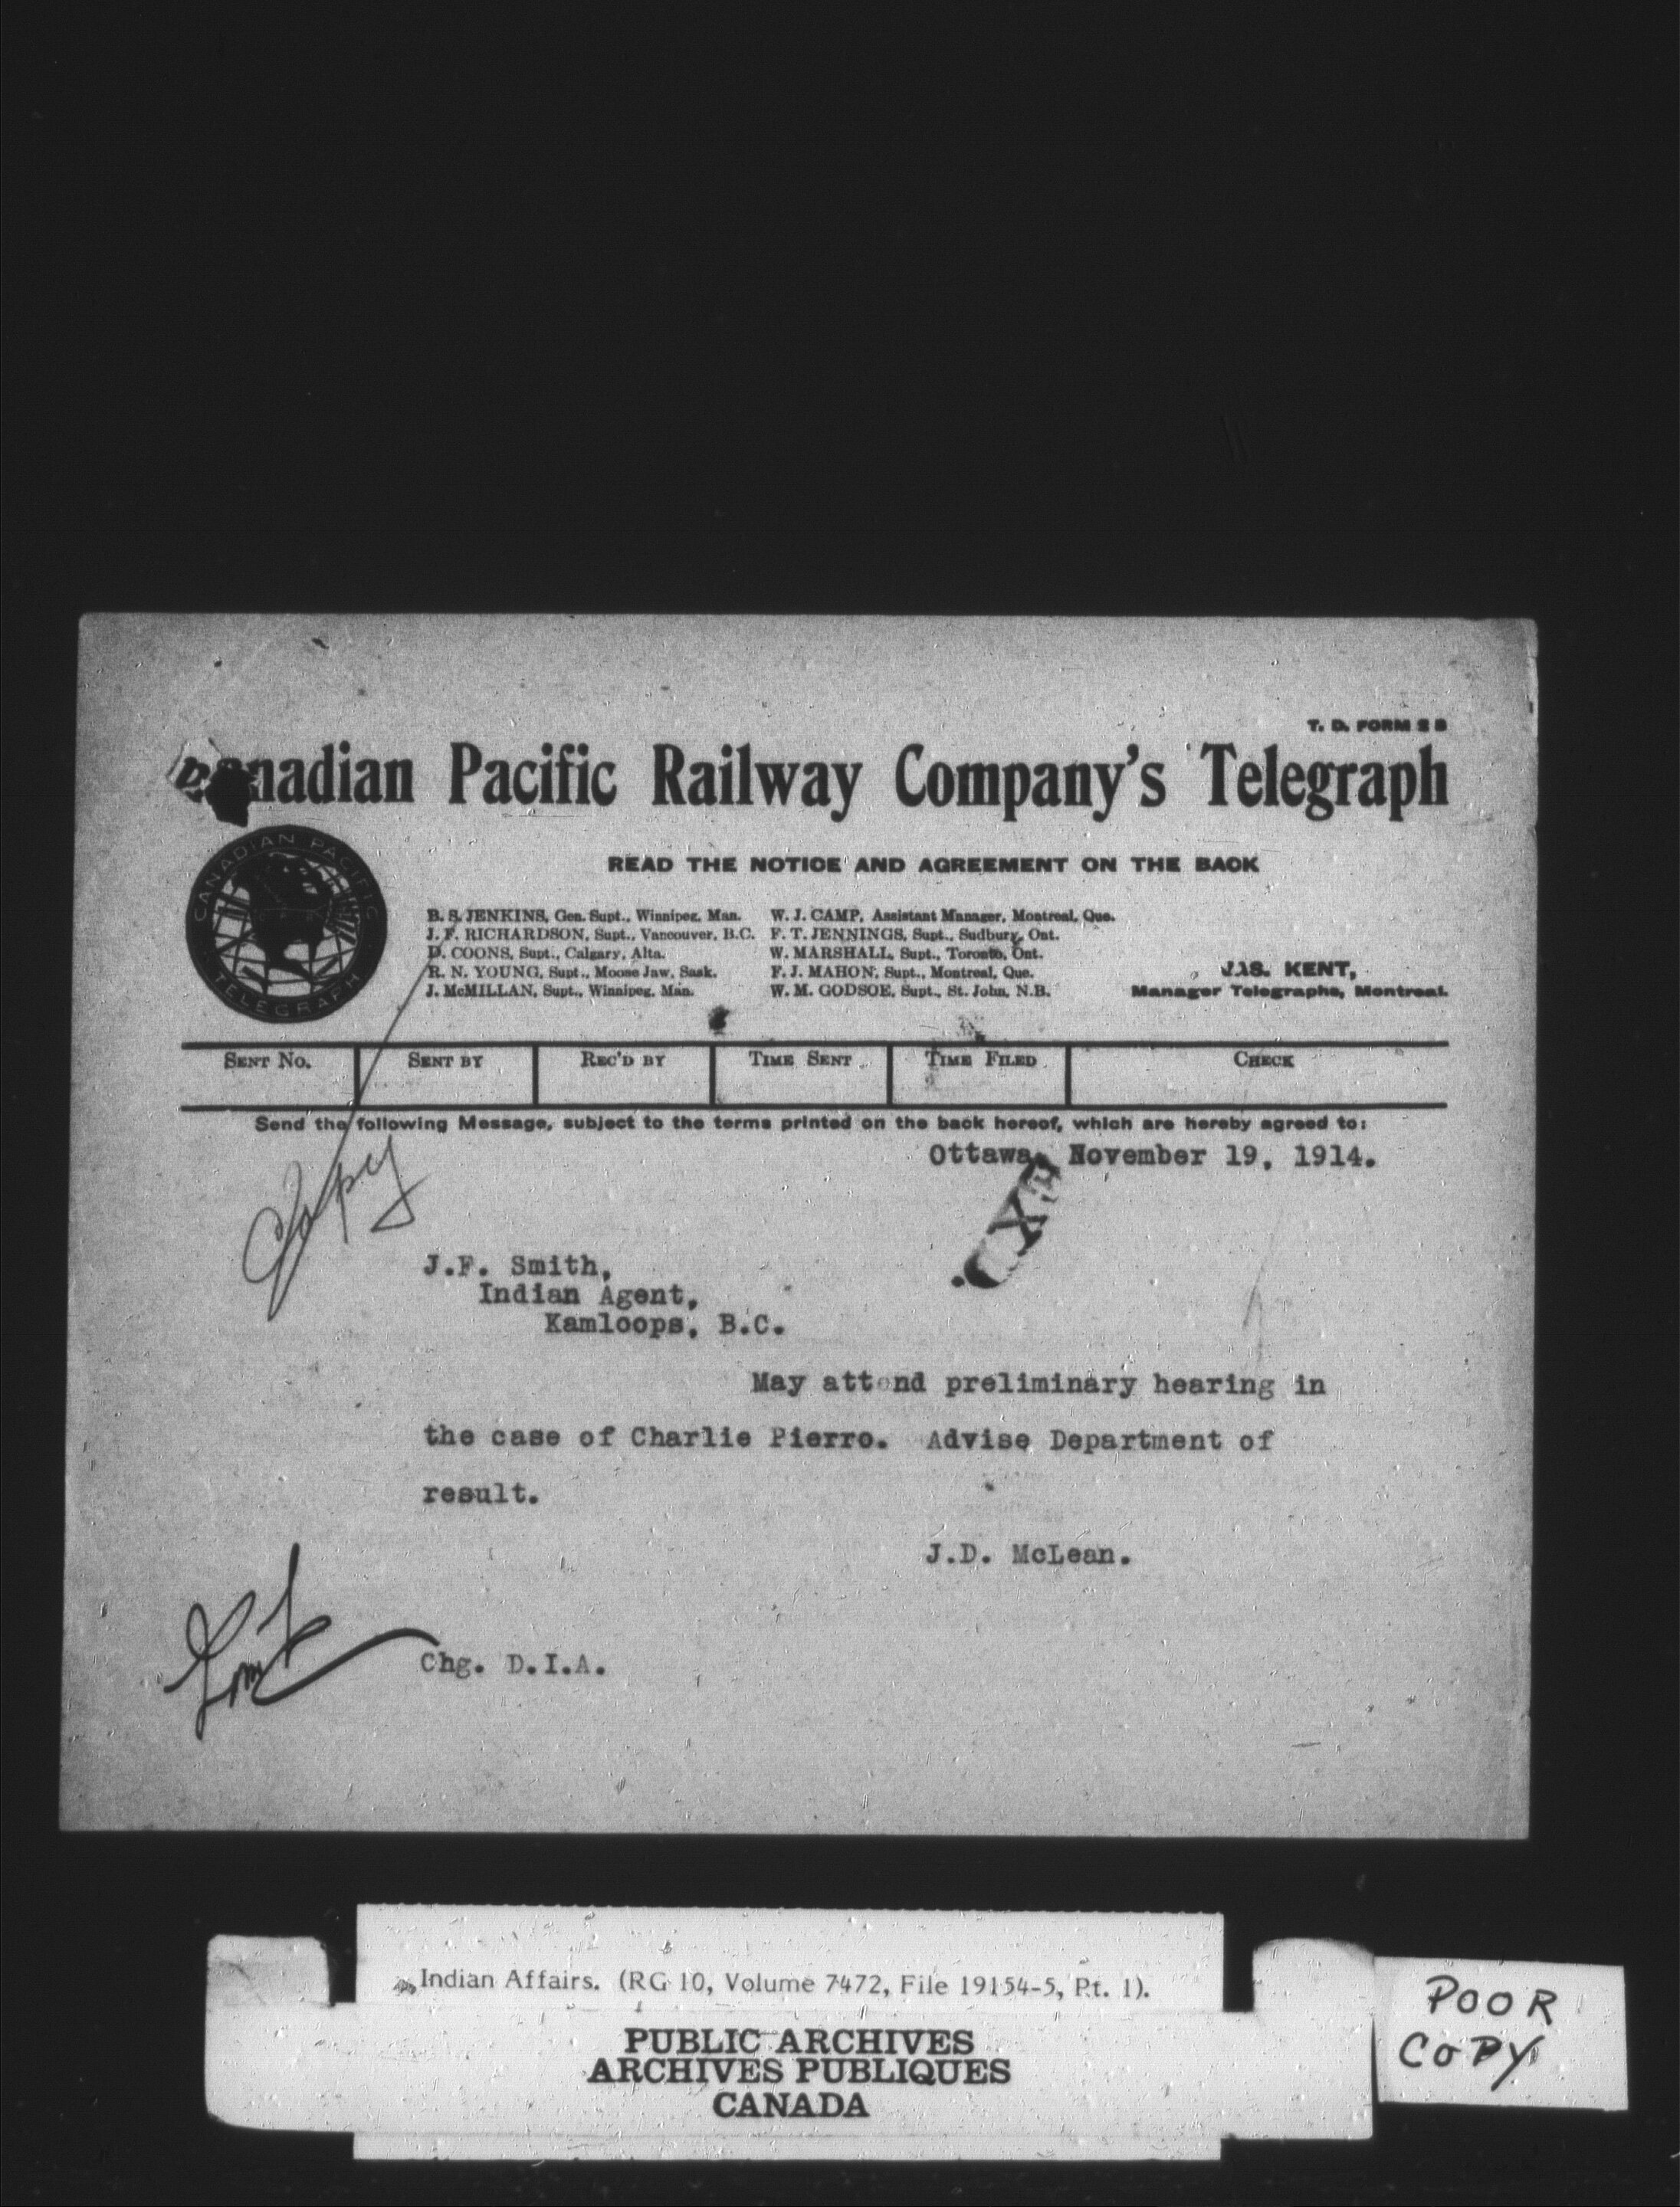 T. D. FORM 2 B
Canadian Pacific Railway Company's Telegraph
CANADIAN PACIFIC
TELEGRAPH
READ THE NOTICE AND AGREEMENT ON THE BACK
B. S. JENKINS, Gen. Supt., Winnipeg, Man.
J. F. RICHARDSON, Supt., Vancouver, B.C.
D. COONS, Supt., Calgary, Alta.
R. N. YOUNG, Supt., Moose Jaw, Sask.
J. McMILLAN, Supt., Winnipeg, Man.
W. J. CAMP, Assistant Manager, Montreal, Que.
F. T. JENNINGS, Supt., Sudbury, Ont.
W. MARSHALL, Supt., Toronto, Ont.
F. J. MAHON, Supt., Montreal, Que.
W. M. GODSOE, Supt., St. John, N.B.
JAS. KENT,
Manager Telegraphs, Montreal.
SENT NO. SENT BY REC'D BY TIME SENT TIME FILED CHECK
Send the following Message, subject to the terms printed on the back hereof, which are hereby agreed to:
Ottawa, November 19, 1914.
Copy
J.F. Smith,
Indian Agent,
Kamloops, B.C.
May attend preliminary hearing in
the case of Charlie Pierro. Advise Department of
result.
J.D. McLean.
Chg. D.I.A.
Indian Affairs. (RG 10, Volume 7472, File 19154-5, Pt. 1).
PUBLIC ARCHIVES
ARCHIVES PUBLIQUES
CANADA
POOR
COPY